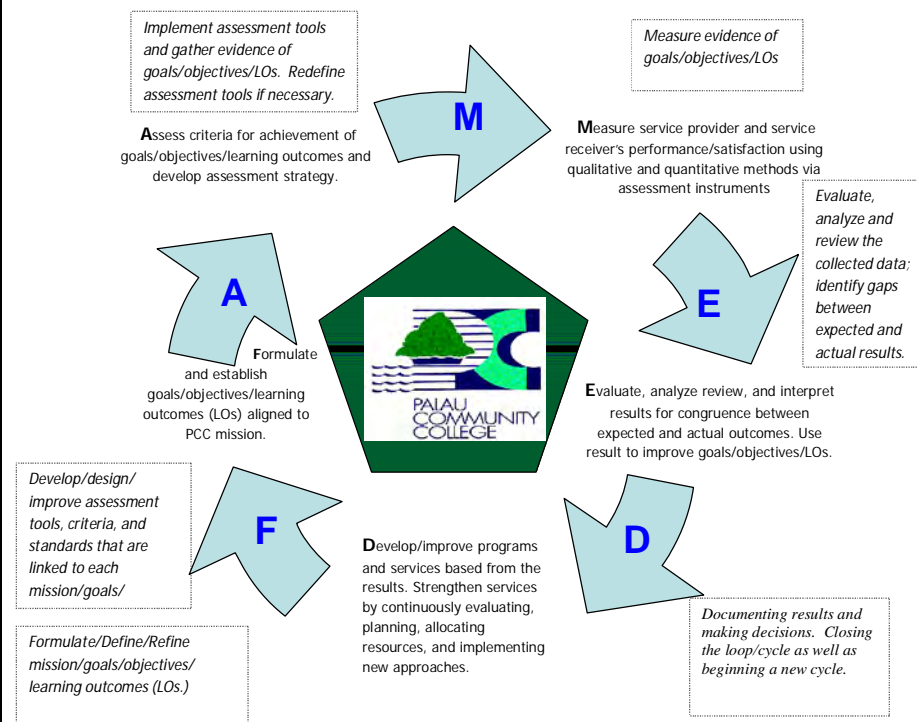 Implement assessment tools
and gather evidence of
goals/objectives/LOs. Redefine
assessment tools if necessary.
Measure evidence of
goals/objectives/LOs
M
Assess criteria for achievement of
goals/objectives/learning outcomes and
develop assessment strategy.
Measure service provider and service
receiver's performance/satisfaction using
qualitative and quantitative methods via
assessment instruments
Evaluate,
analyze and
review the
collected data;
identify gaps
between
expected and
actual results.
A
E
Formulate
and establish
goals/objectives/learning
outcomes (LOs) aligned to
PCC mission.
PALAU
COMMUNITY
COLLEGE
Evaluate, analyze review, and interpret
results for congruence between
expected and actual outcomes. Use
result to improve goals/objectives/LOs.
Develop/design/
improve assessment
tools, criteria, and
standards that are
linked to each
mission/goals/
F
D
Develop/improve programs
and services based from the
results. Strengthen services
by continuously evaluating,
planning, allocating
resources, and implementing
new approaches.
Documenting results and
making decisions. Closing
the loop/cycle as well as
beginning a new cycle.
Formulate/Define/Refine
mission/goals/objectives/
learning outcomes (LOs.)